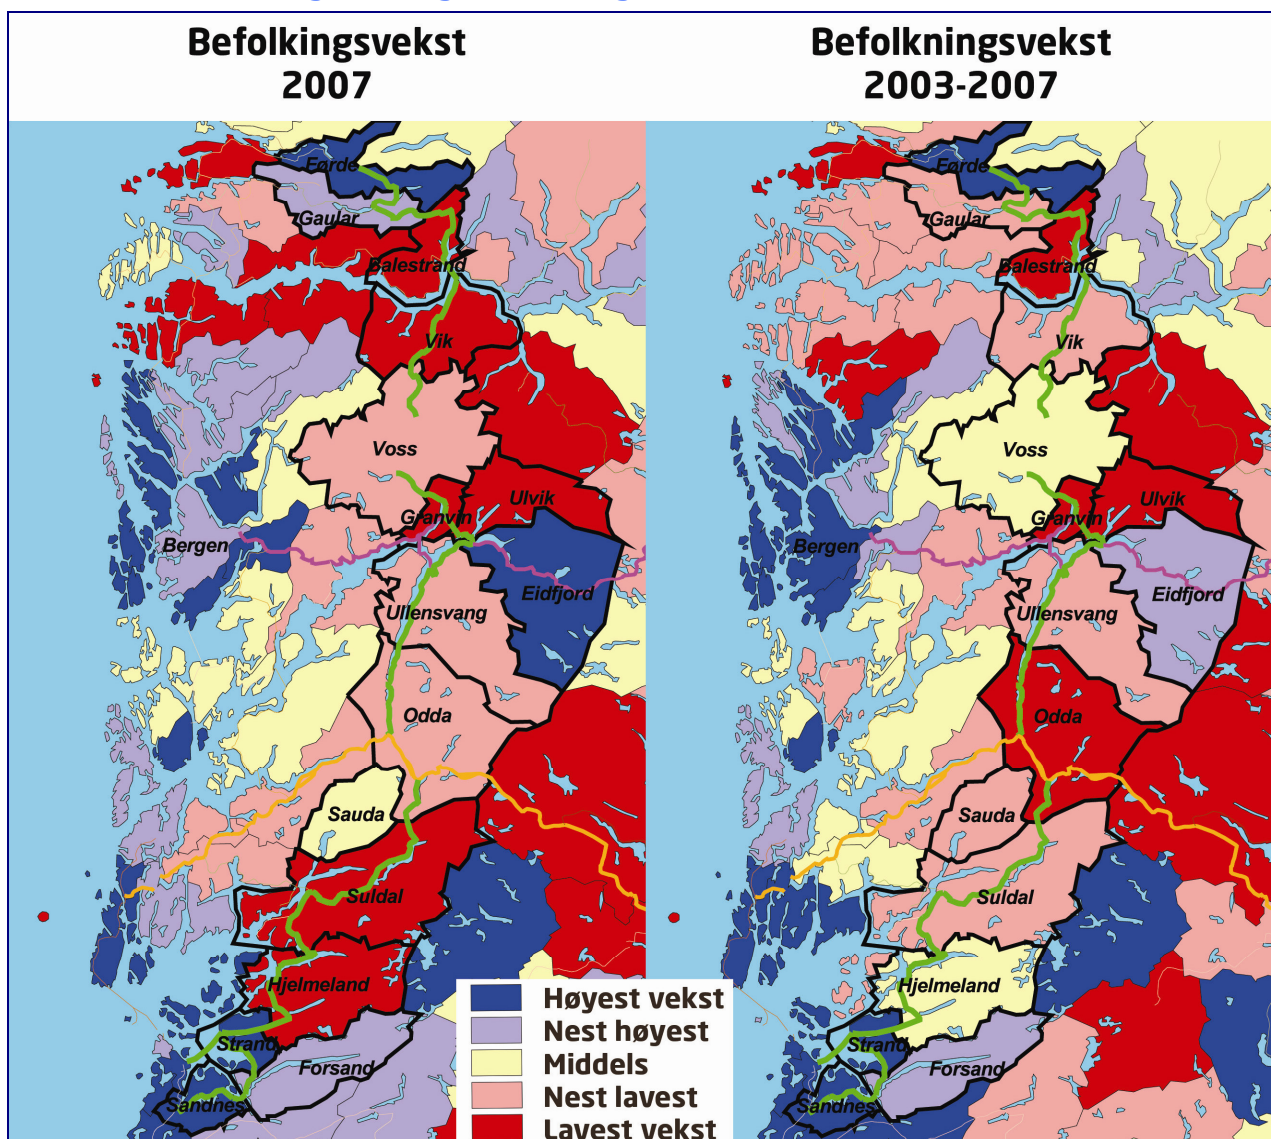 Befolkingsvekst
2007
Førde
Gaular
Balestrand
Vik
Voss
Granvin
Ulvik
Bergen
Eidfjord
Ullensvang
Odda
Sauda
Suldal
Hjelmeland
Strand
Forsand
Sandnes
Befolkningsvekst
2003-2007
Førde
Gaular
Balestrand
Vik
Voss
Granvin
Ulvik
Bergen
Eidfjord
Ullensvang
Odda
Sauda
Suldal
Hjelmeland
Strand
Forsand
Sandnes
Høyest vekst
Nest høyest
Middels
Nest lavest
Lavest vekst